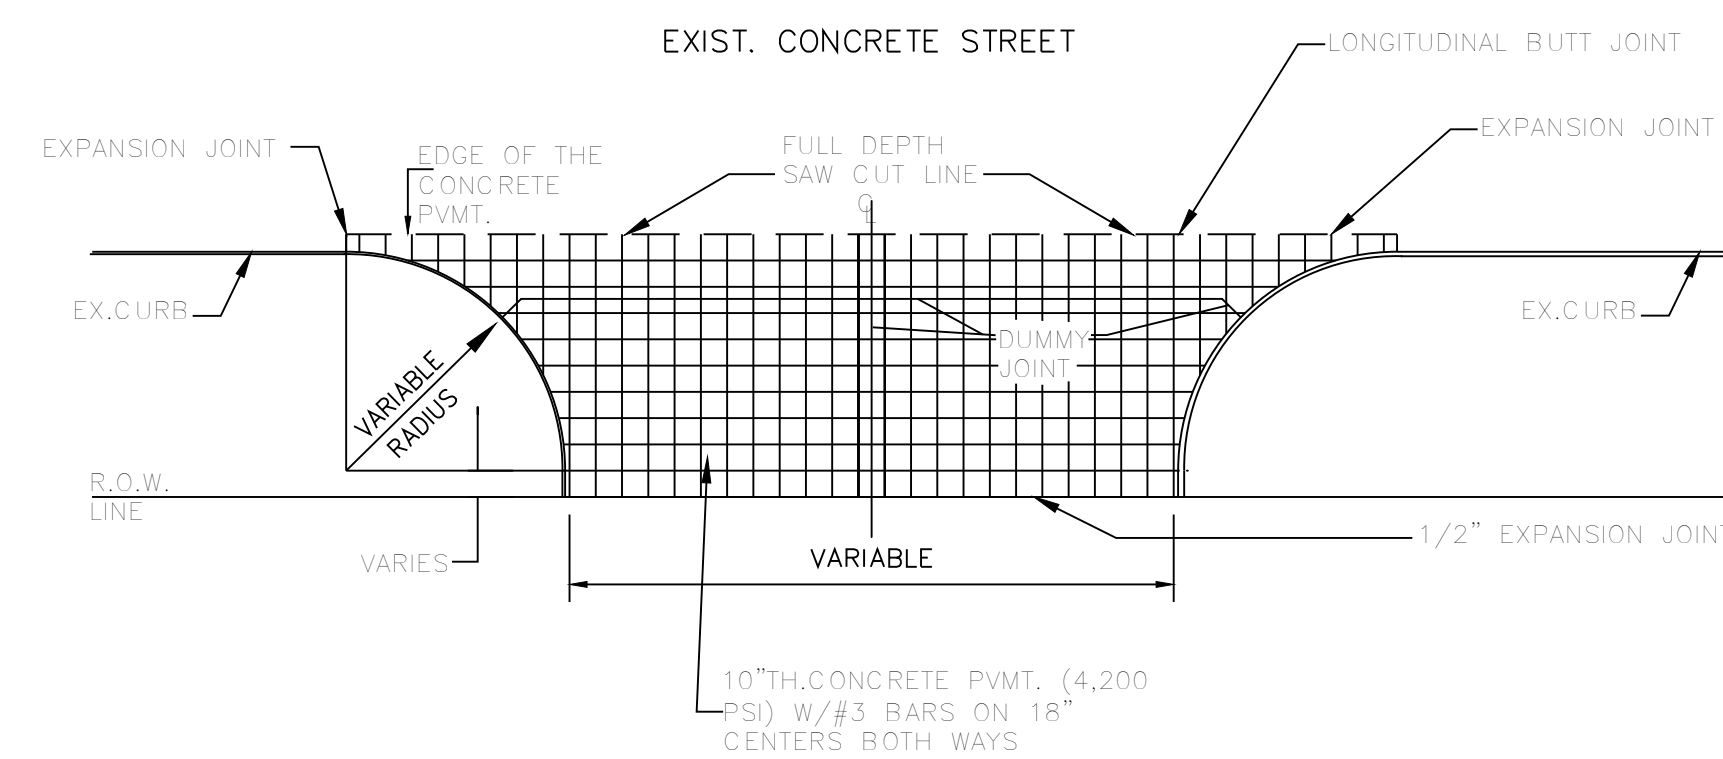 EXIST. CONCRETE STREET
LONGITUDINAL BUTT JOINT
EXPANSION JOINT
EXPANSION JOINT
EDGE OF THE
CONCRETE
PVMT.
FULL DEPTH
SAW CUT LINE
℄
EX.CURB
EX.CURB
DUMMY
JOINT
VARIABLE
RADIUS
R.O.W.
LINE
1/2" EXPANSION JOINT
VARIES
VARIABLE
10"TH.CONCRETE PVMT. (4,200
PSI) W/#3 BARS ON 18"
CENTERS BOTH WAYS